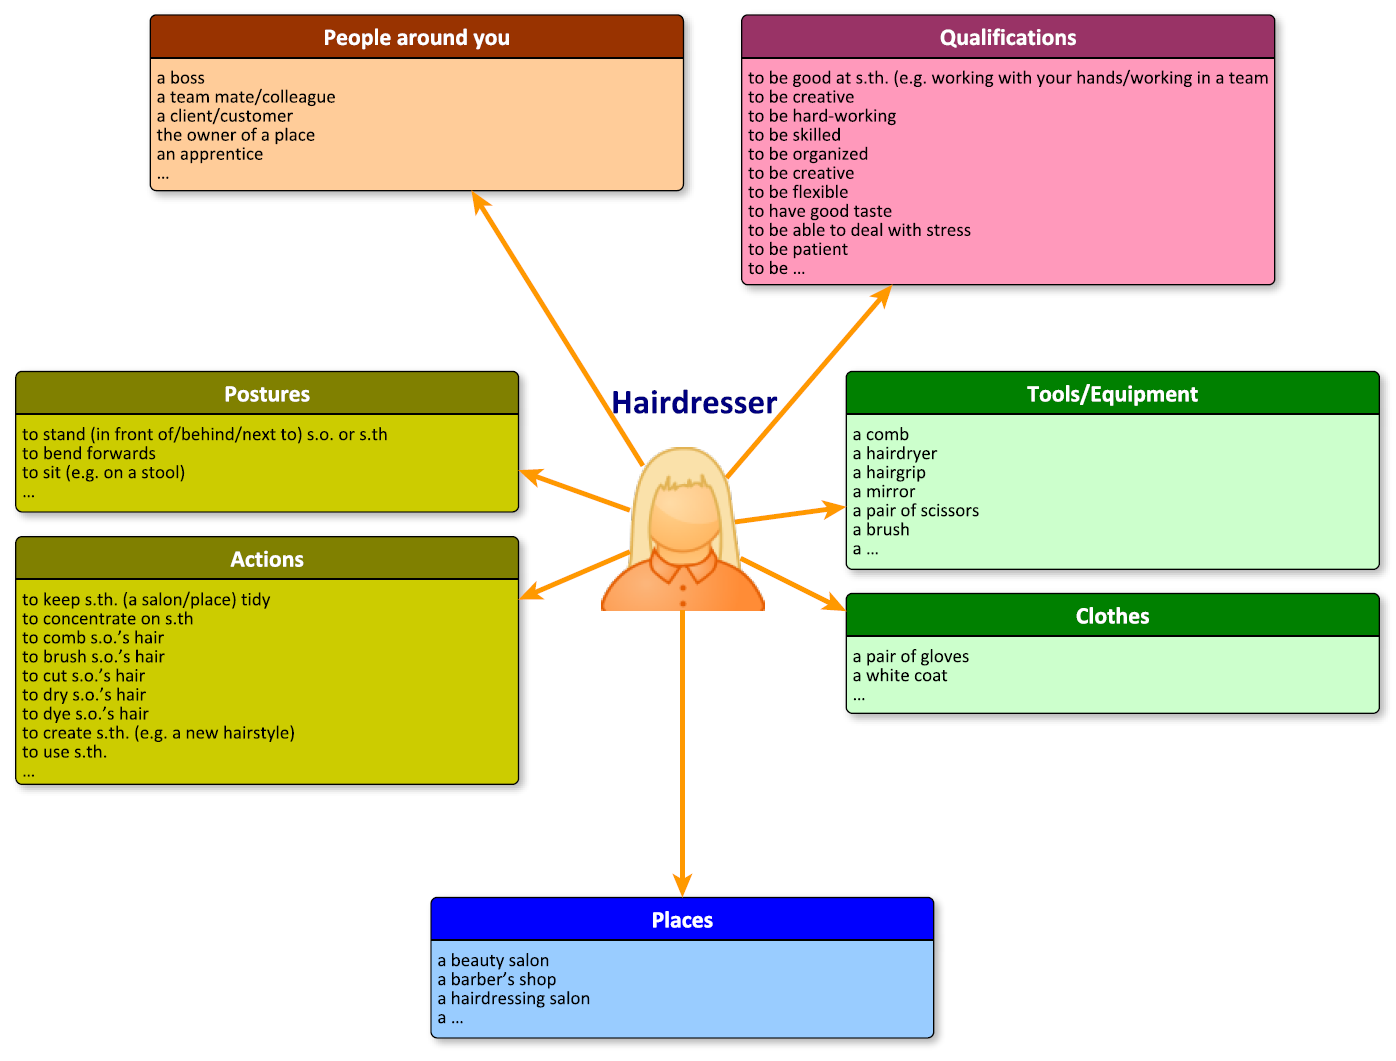 People around you
a boss
a team mate/colleague
a client/customer
the owner of a place
an apprentice
...
Qualifications
to be good at s.th. (e.g. working with your hands/working in a team
to be creative
to be hard-working
to be skilled
to be organized
to be creative
to be flexible
to have good taste
to be able to deal with stress
to be patient
to be ...
Hairdresser
Postures
to stand (in front of/behind/next to) s.o. or s.th
to bend forwards
to sit (e.g. on a stool)
...
Tools/Equipment
a comb
a hairdryer
a hairgrip
a mirror
a pair of scissors
a brush
a ...
Actions
to keep s.th. (a salon/place) tidy
to concentrate on s.th
to comb s.o.’s hair
to brush s.o.’s hair
to cut s.o.’s hair
to dry s.o.’s hair
to dye s.o.’s hair
to create s.th. (e.g. a new hairstyle)
to use s.th.
...
Clothes
a pair of gloves
a white coat
...
Places
a beauty salon
a barber’s shop
a hairdressing salon
a ...